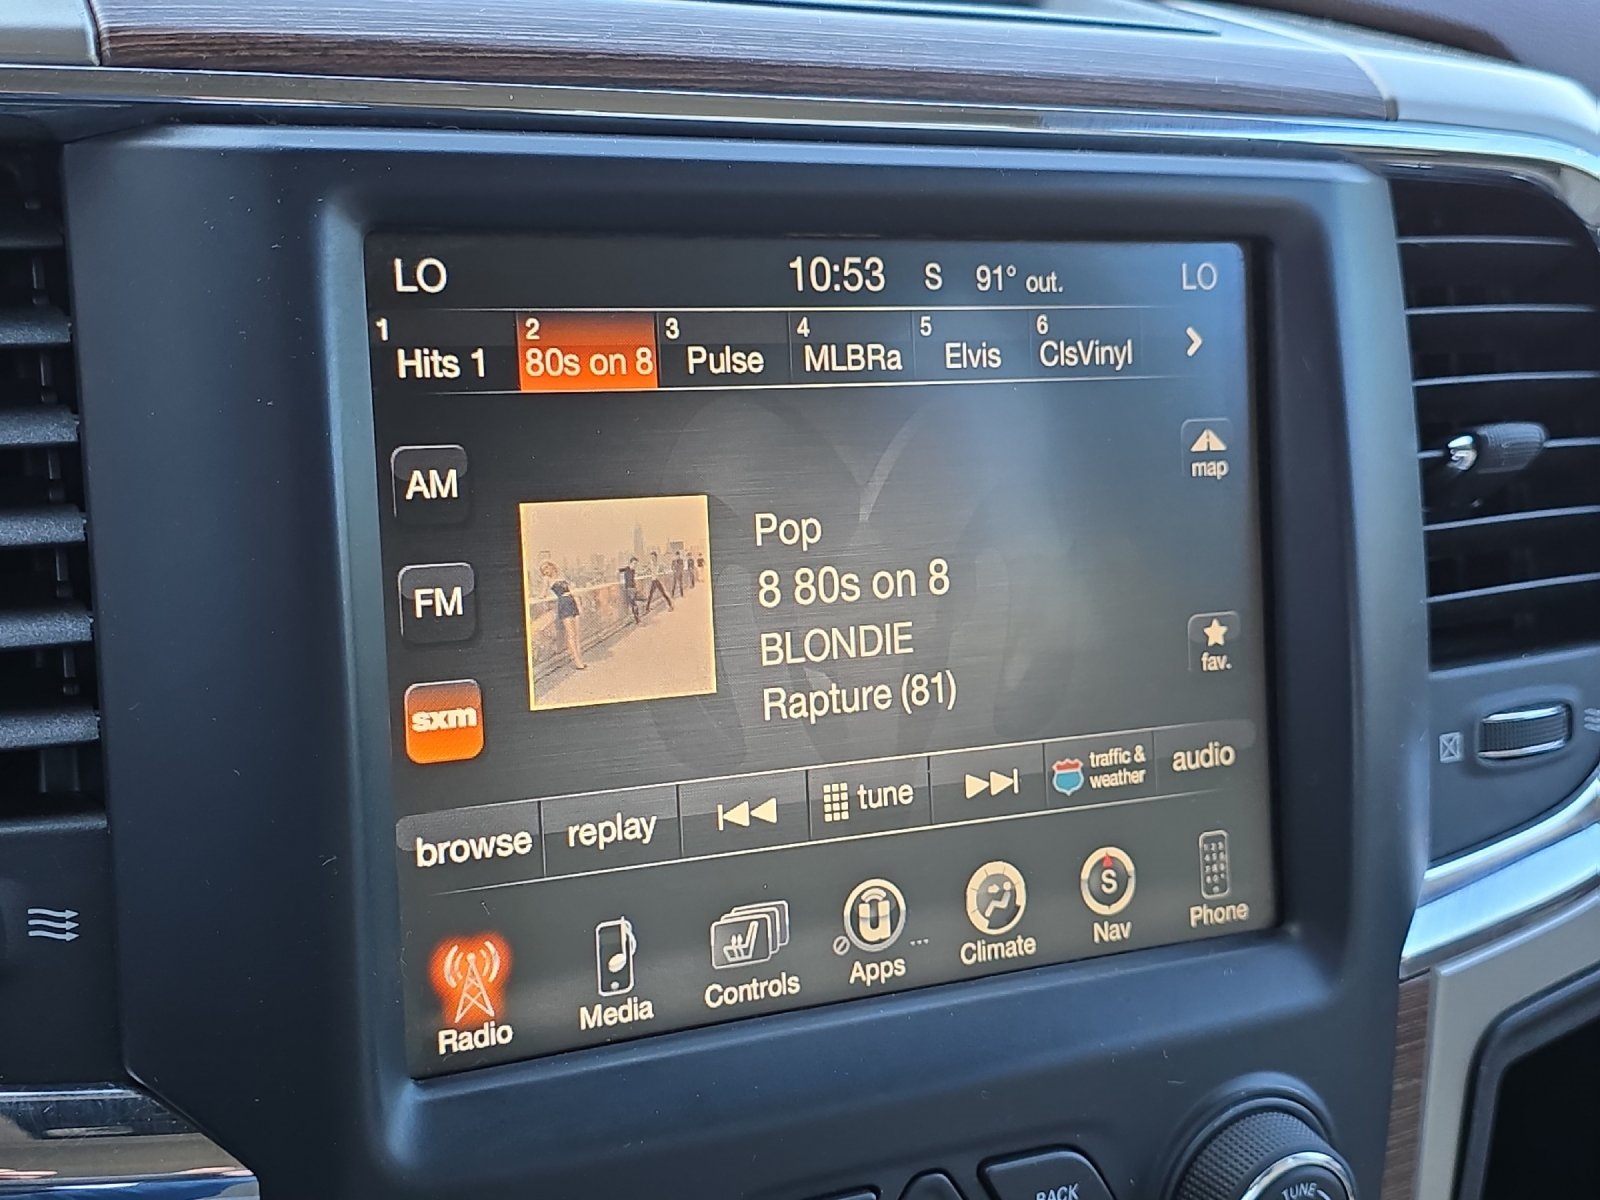 LO 10:53 S 91° out. LO
1 Hits 1 2 80s on 8 3 Pulse 4 MLBRa 5 Elvis 6 ClsVinyl
AM
FM
sxm
Pop
8 80s on 8
BLONDIE
Rapture (81)
map
fav.
browse replay tune traffic & weather audio
Radio Media Controls Apps Climate S Nav Phone
BACK
TUNE